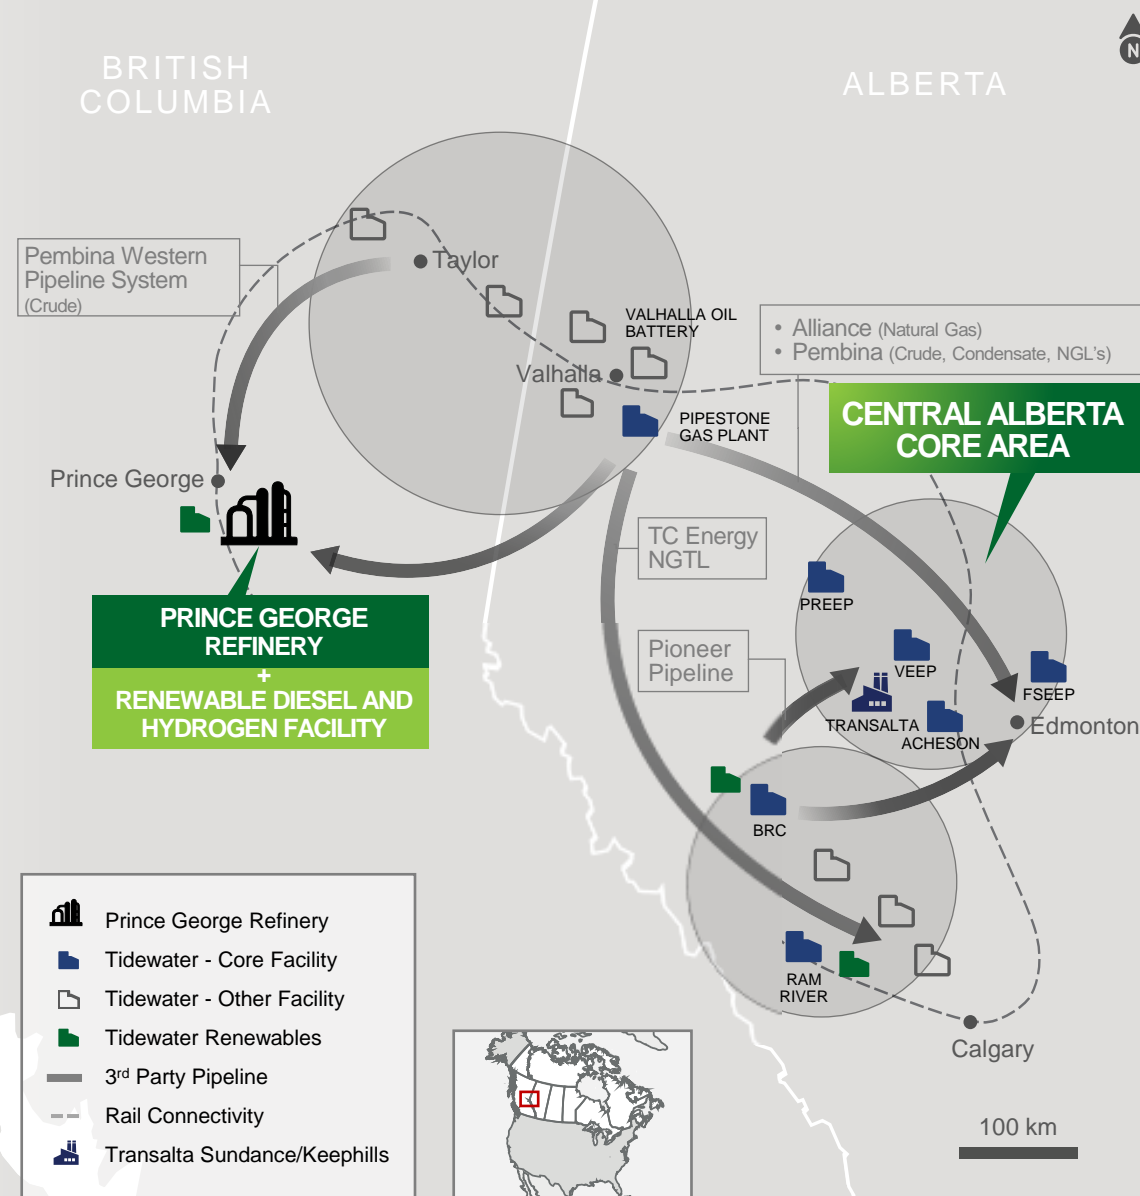 BRITISH
COLUMBIA
ALBERTA
N
Pembina Western
Pipeline System
(Crude)
Taylor
VALHALLA OIL
BATTERY
• Alliance (Natural Gas)
• Pembina (Crude, Condensate, NGL's)
Valhalla
PIPESTONE
GAS PLANT
CENTRAL ALBERTA
CORE AREA
Prince George
TC Energy
NGTL
PREEP
PRINCE GEORGE
REFINERY
+
RENEWABLE DIESEL AND
HYDROGEN FACILITY
Pioneer
Pipeline
VEEP
FSEEP
TRANSALTA
ACHESON
Edmonton
BRC
RAM
RIVER
Calgary
Prince George Refinery
Tidewater - Core Facility
Tidewater - Other Facility
Tidewater Renewables
3rd Party Pipeline
Rail Connectivity
Transalta Sundance/Keephills
100 km